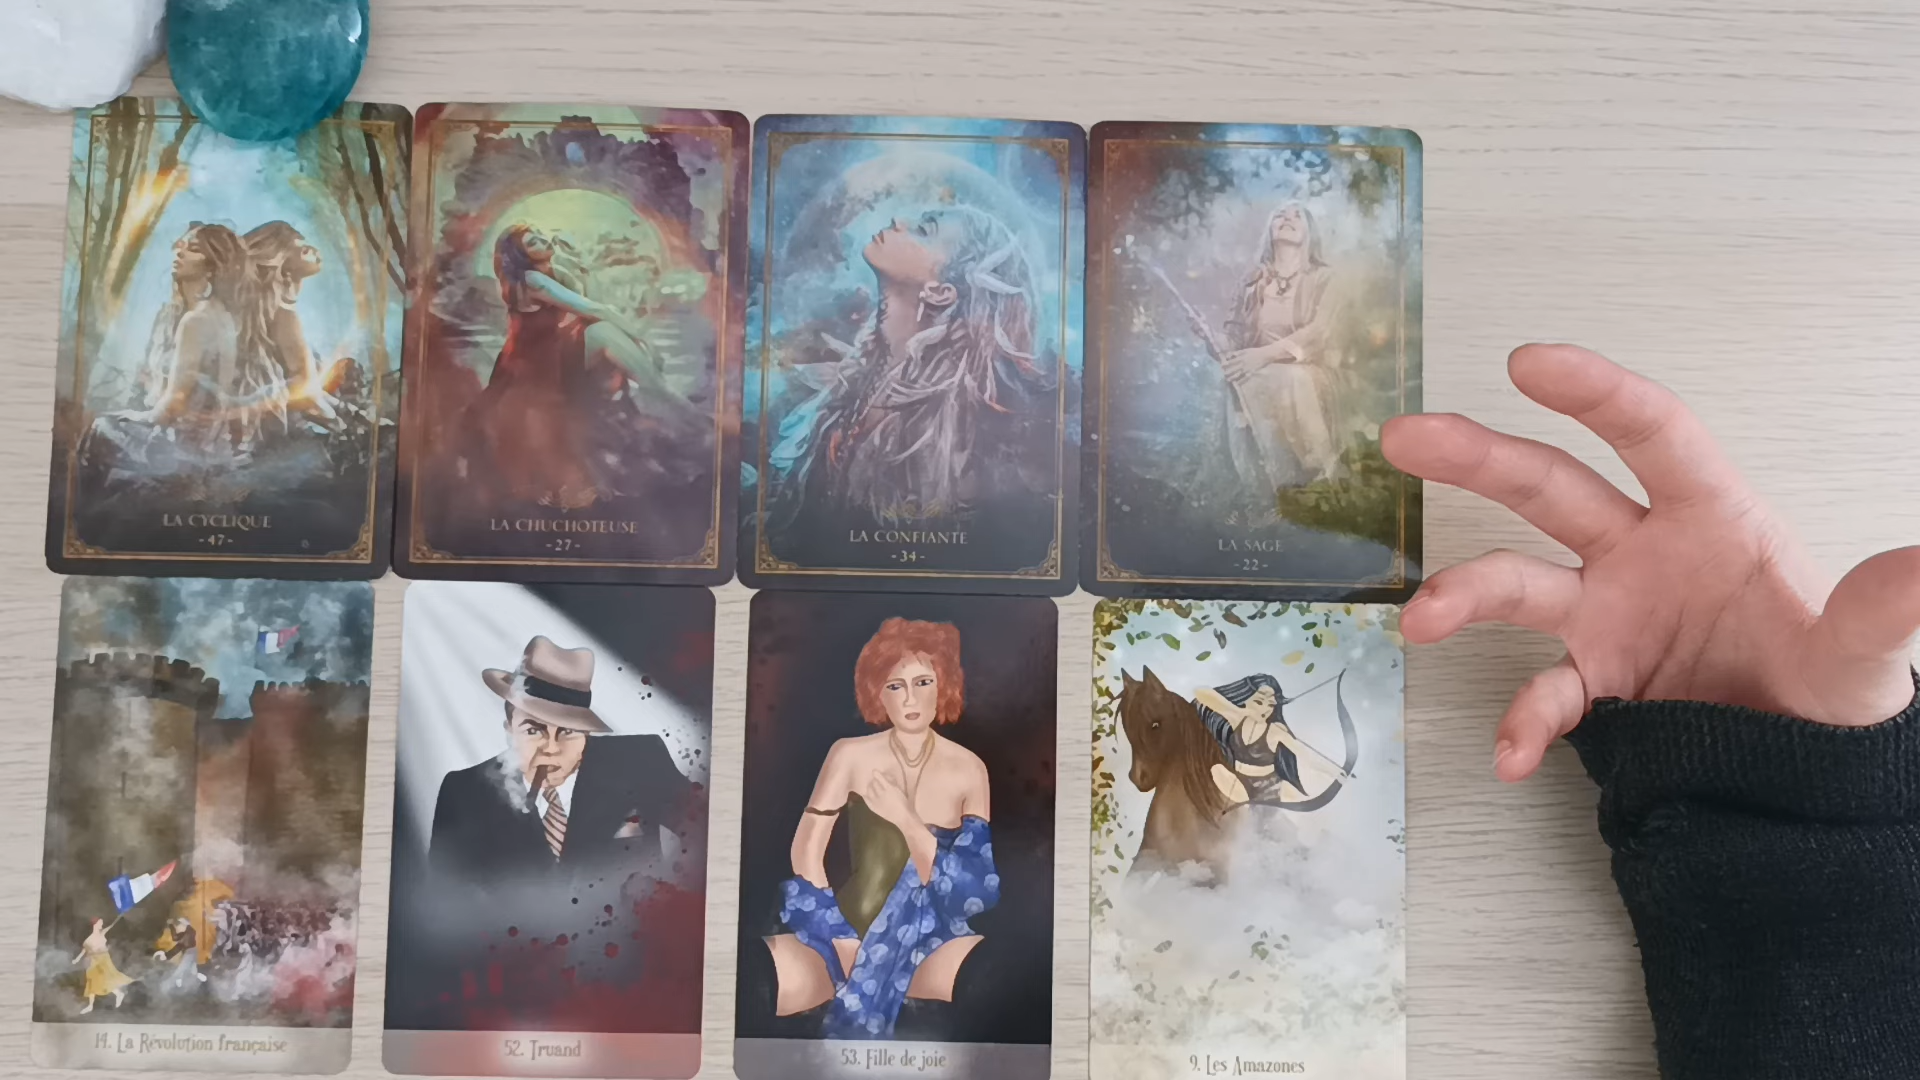 LA CYCLIQUE
- 47 -
LA CHUCHOTEUSE
- 27 -
LA CONFIANTE
- 34 -
LA SAGE
- 22 -
14. La Révolution française
52. Truand
53. Fille de joie
9. Les Amazones